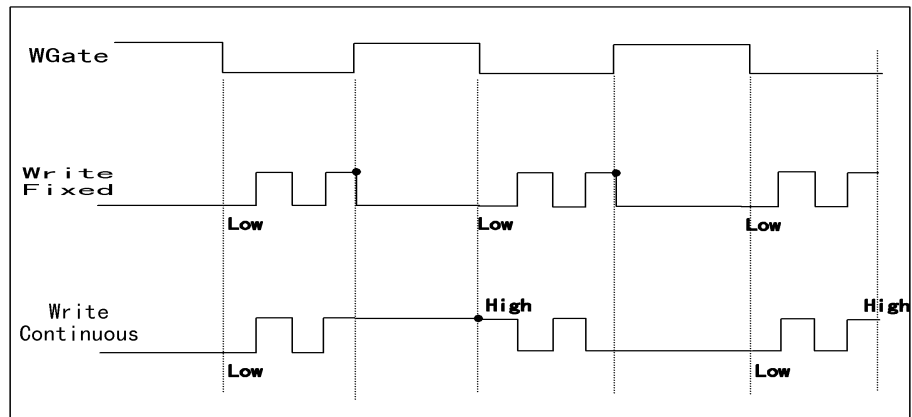 WGate
Write
Fixed
Low
Low
Low
Write
Continuous
High
High
Low
Low